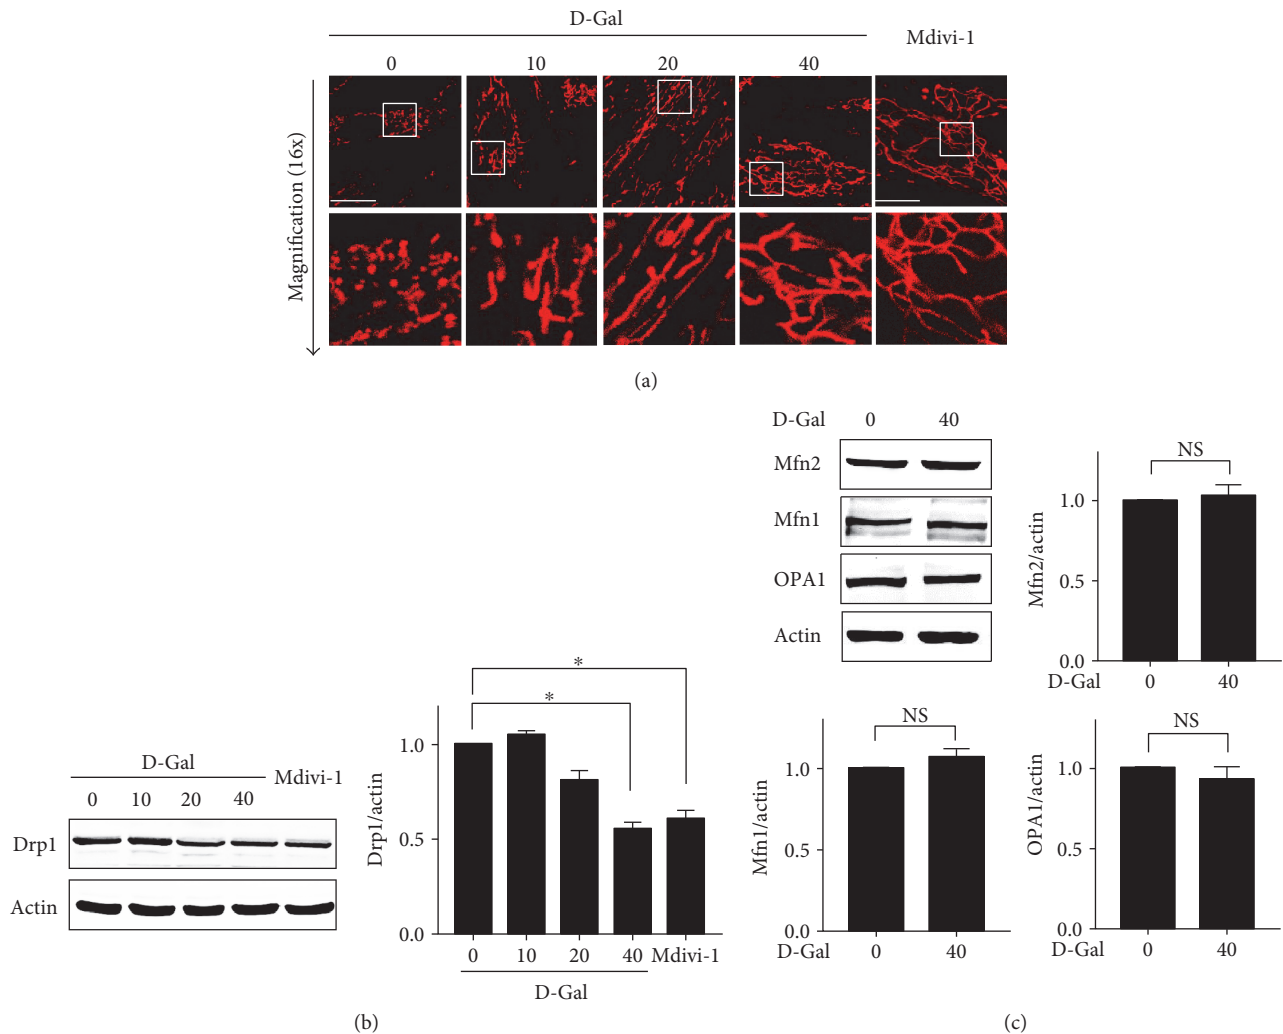 D-Gal
Mdivi-1
0 10 20 40
Magnification (16x)
(a)
D-Gal
Mdivi-1
0 10 20 40
Drp1
Actin
Drp1/actin
1.0
0.5
0.0
*
*
0 10 20 40 Mdivi-1
D-Gal
(b)
D-Gal 0 40
Mfn2
Mfn1
OPA1
Actin
Mfn2/actin
NS
1.0
0.5
0.0
D-Gal 0 40
Mfn1/actin
NS
1.0
0.5
0.0
D-Gal 0 40
OPA1/actin
NS
1.0
0.5
0.0
D-Gal 0 40
(c)